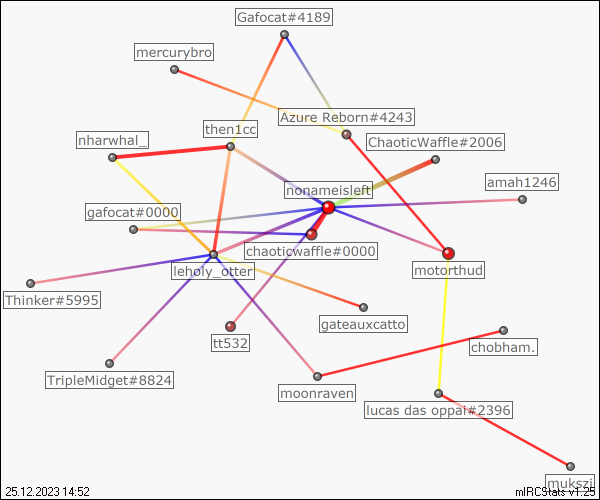 Gafocat#4189
mercurybro
Azure Reborn#4243
then1cc
nharwhal_
ChaoticWaffle#2006
nonameisleft
amah1246
gafocat#0000
chaoticwaffle#0000
leholy_otter
motorthud
Thinker#5995
gateauxcatto
tt532
chobham.
TripleMidget#8824
moonraven
lucas das oppai#2396
mukszi
25.12.2023 14:52
mIRCStats v1.25